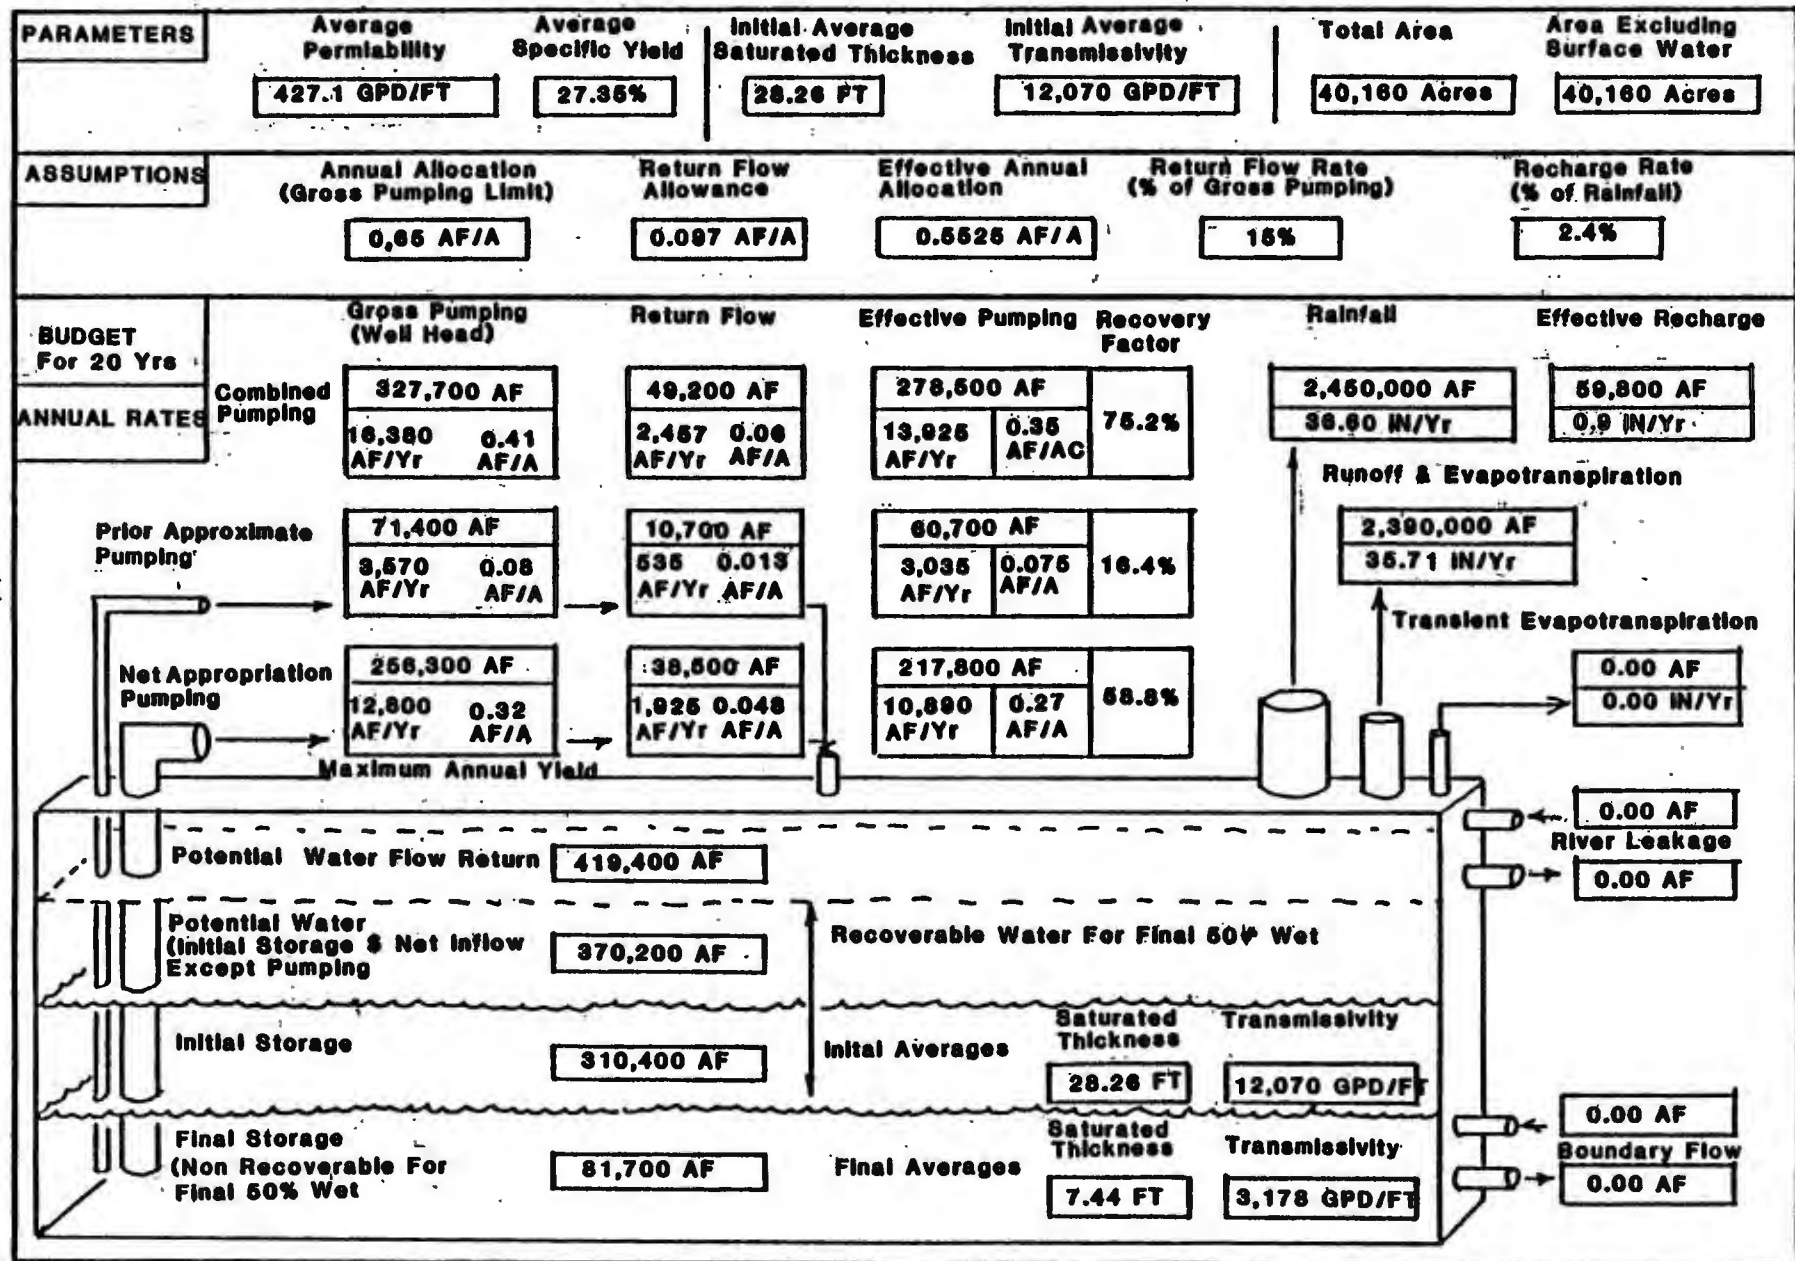 PARAMETERS
Average
Permiability
427.1 GPD/FT
Average
Specific Yield
27.35%
Initial Average
Saturated Thickness
28.26 FT
Initial Average
Transmissivity
12,070 GPD/FT
Total Area
40,160 Acres
Area Excluding
Surface Water
40,160 Acres
ASSUMPTIONS
Annual Allocation
(Gross Pumping Limit)
0,65 AF/A
Return Flow
Allowance
0.097 AF/A
Effective Annual
Allocation
0.5525 AF/A
Return Flow Rate
(% of Gross Pumping)
15%
Recharge Rate
(% of Rainfall)
2.4%
BUDGET
For 20 Yrs
ANNUAL RATES
Gross Pumping
(Well Head)
Return Flow
Effective Pumping
Recovery
Factor
Rainfall
Effective Recharge
Combined
Pumping
327,700 AF
16,380 0.41
AF/Yr AF/A
49,200 AF
2,457 0.06
AF/Yr AF/A
278,500 AF
13,925 0.35
AF/Yr AF/AC
75.2%
2,450,000 AF
36.60 IN/Yr
59,800 AF
0,9 IN/Yr
Runoff & Evapotranspiration
2,390,000 AF
35.71 IN/Yr
Prior Approximate
Pumping
71,400 AF
3,570 0.08
AF/Yr AF/A
10,700 AF
535 0.013
AF/Yr AF/A
60,700 AF
3,035 0.075
AF/Yr AF/A
16.4%
Transient Evapotranspiration
0.00 AF
0.00 IN/Yr
Net Appropriation
Pumping
256,300 AF
12,800 0.32
AF/Yr AF/A
38,500 AF
1,925 0.048
AF/Yr AF/A
217,800 AF
10,890 0.27
AF/Yr AF/A
58.8%
Maximum Annual Yield
0.00 AF
River Leakage
0.00 AF
Potential Water Flow Return 419,400 AF
Potential Water
(Initial Storage $ Net Inflow
Except Pumping
370,200 AF
Recoverable Water For Final 50% Wet
Initial Storage
310,400 AF
Inital Averages
Saturated
Thickness
28.26 FT
Transmissivity
12,070 GPD/FT
Final Storage
(Non Recoverable For
Final 50% Wet
81,700 AF
Final Averages
Saturated
Thickness
7.44 FT
Transmissivity
3,178 GPD/FT
0.00 AF
Boundary Flow
0.00 AF